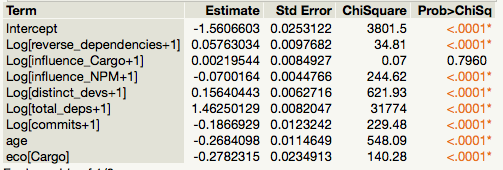 Term Estimate Std Error ChiSquare Prob>ChiSq
Intercept -1.5606603 0.0253122 3801.5 <.0001*
Log[reverse_dependencies+1] 0.05763034 0.0097682 34.81 <.0001*
Log[influence_Cargo+1] 0.00219544 0.0084927 0.07 0.7960
Log[influence_NPM+1] -0.0700164 0.0044766 244.62 <.0001*
Log[distinct_devs+1] 0.15640443 0.0062716 621.93 <.0001*
Log[total_deps+1] 1.46250129 0.0082047 31774 <.0001*
Log[commits+1] -0.1866929 0.0123242 229.48 <.0001*
age -0.2684098 0.0114649 548.09 <.0001*
eco[Cargo] -0.2782315 0.0234913 140.28 <.0001*